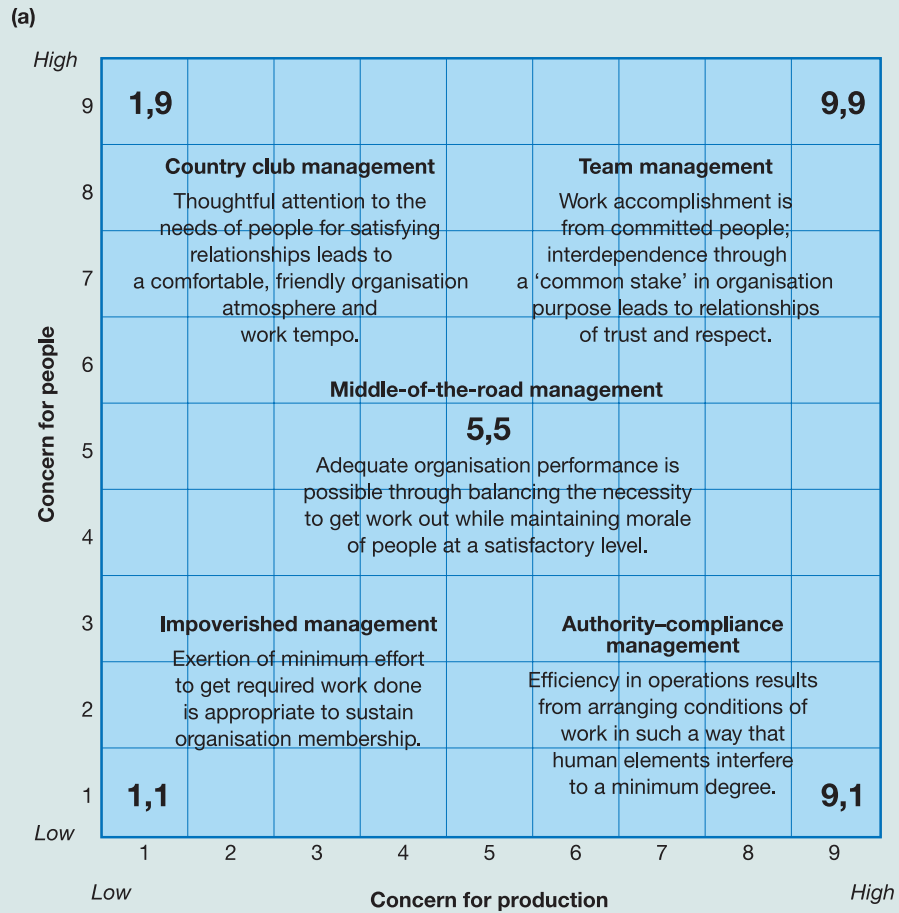 (a)
High
9
1,9
9,9
Country club management
Thoughtful attention to the
needs of people for satisfying
relationships leads to
a comfortable, friendly organisation
atmosphere and
work tempo.
Team management
Work accomplishment is
from committed people;
interdependence through
a ‘common stake’ in organisation
purpose leads to relationships
of trust and respect.
8
7
6
Concern for people
Middle-of-the-road management
5,5
Adequate organisation performance is
possible through balancing the necessity
to get work out while maintaining morale
of people at a satisfactory level.
5
4
3
Impoverished management
Exertion of minimum effort
to get required work done
is appropriate to sustain
organisation membership.
Authority–compliance
management
Efficiency in operations results
from arranging conditions of
work in such a way that
human elements interfere
to a minimum degree.
2
1
1,1
9,1
Low
1 2 3 4 5 6 7 8 9
Low
Concern for production
High